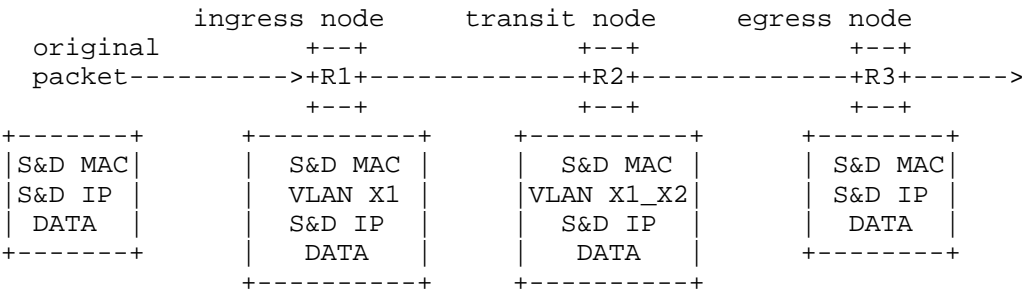 ingress node transit node egress node
original +--+ +--+ +--+
packet---------->+R1+-------------+R2+-------------+R3+------>
+--+ +--+ +--+
+-------+ +----------+ +----------+ +--------+
|S&D MAC| | S&D MAC | | S&D MAC | | S&D MAC|
|S&D IP | | VLAN X1 | |VLAN X1_X2| | S&D IP |
| DATA | | S&D IP | | S&D IP | | DATA |
+-------+ | DATA | | DATA | +--------+
+----------+ +----------+